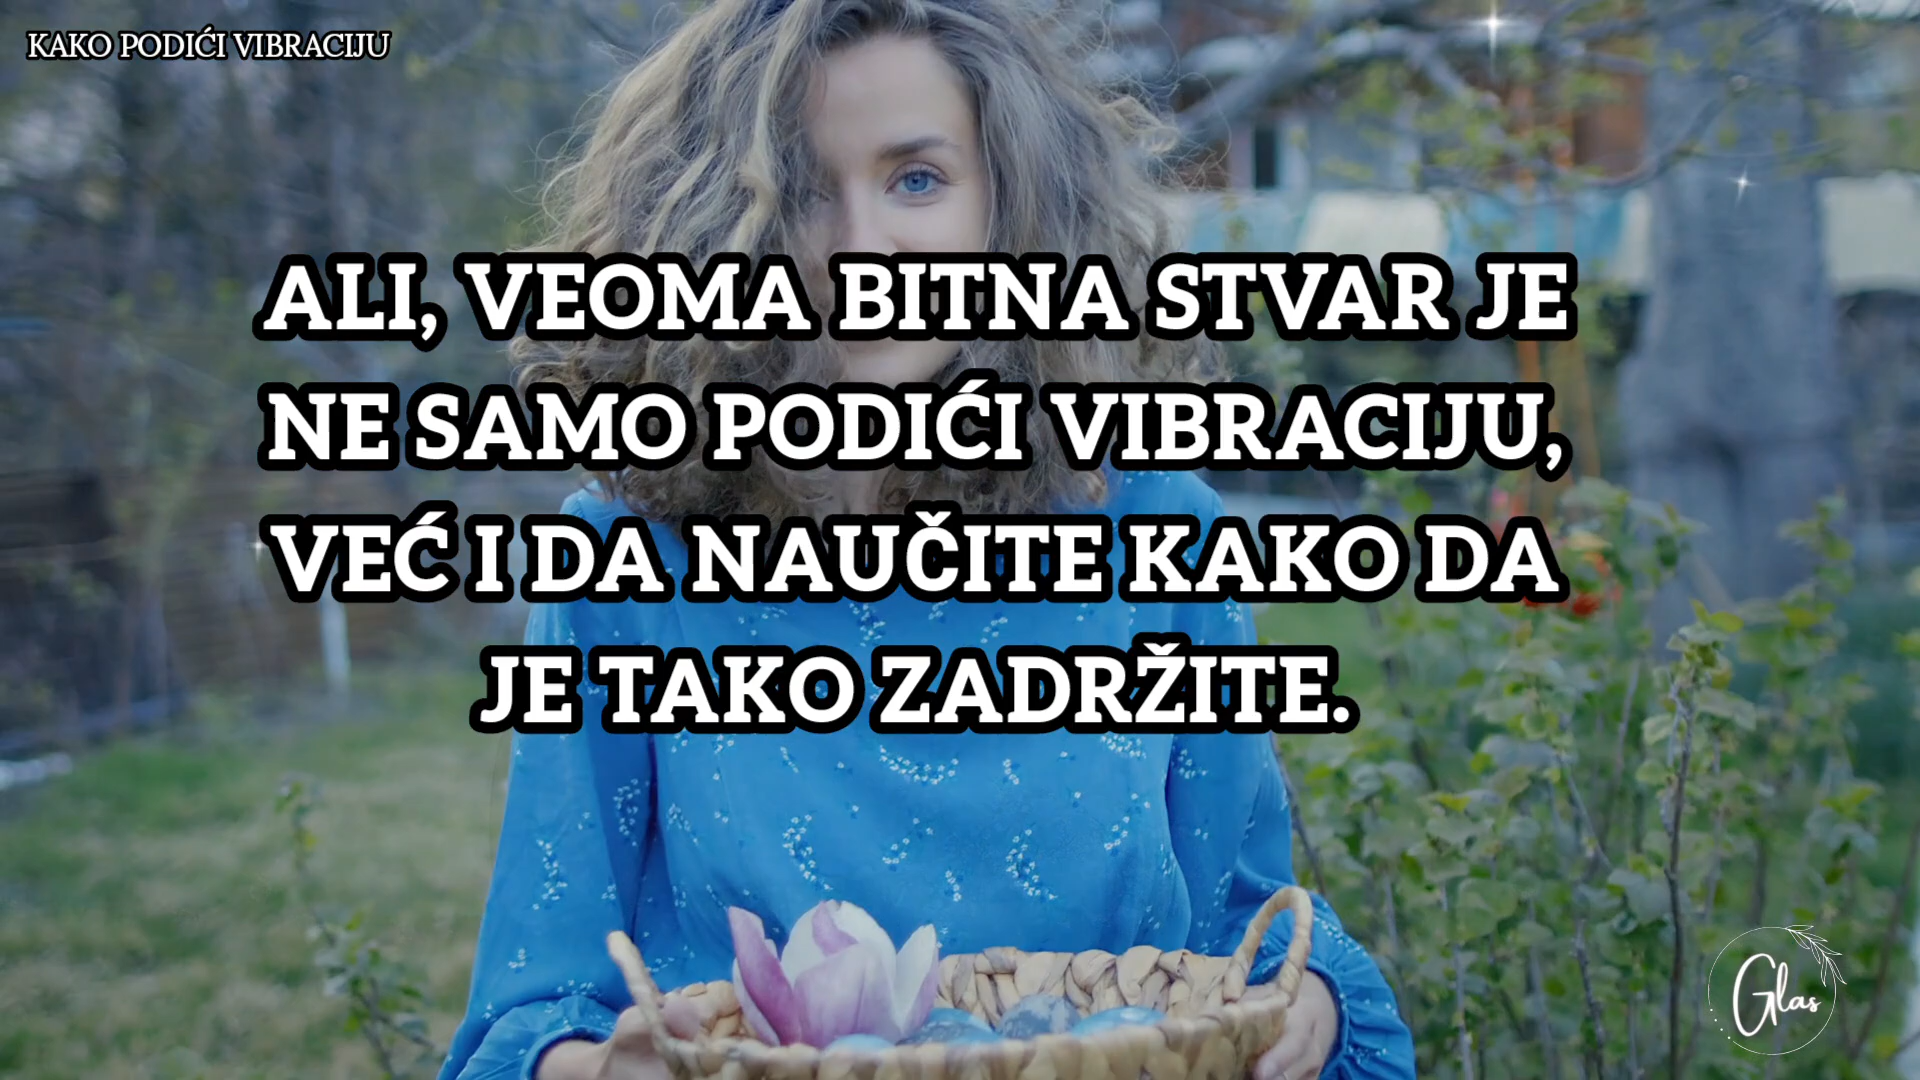 KAKO PODIĆI VIBRACIJU
ALI, VEOMA BITNA STVAR JE
NE SAMO PODIĆI VIBRACIJU,
VEĆ I DA NAUČITE KAKO DA
JE TAKO ZADRŽITE.
Glas